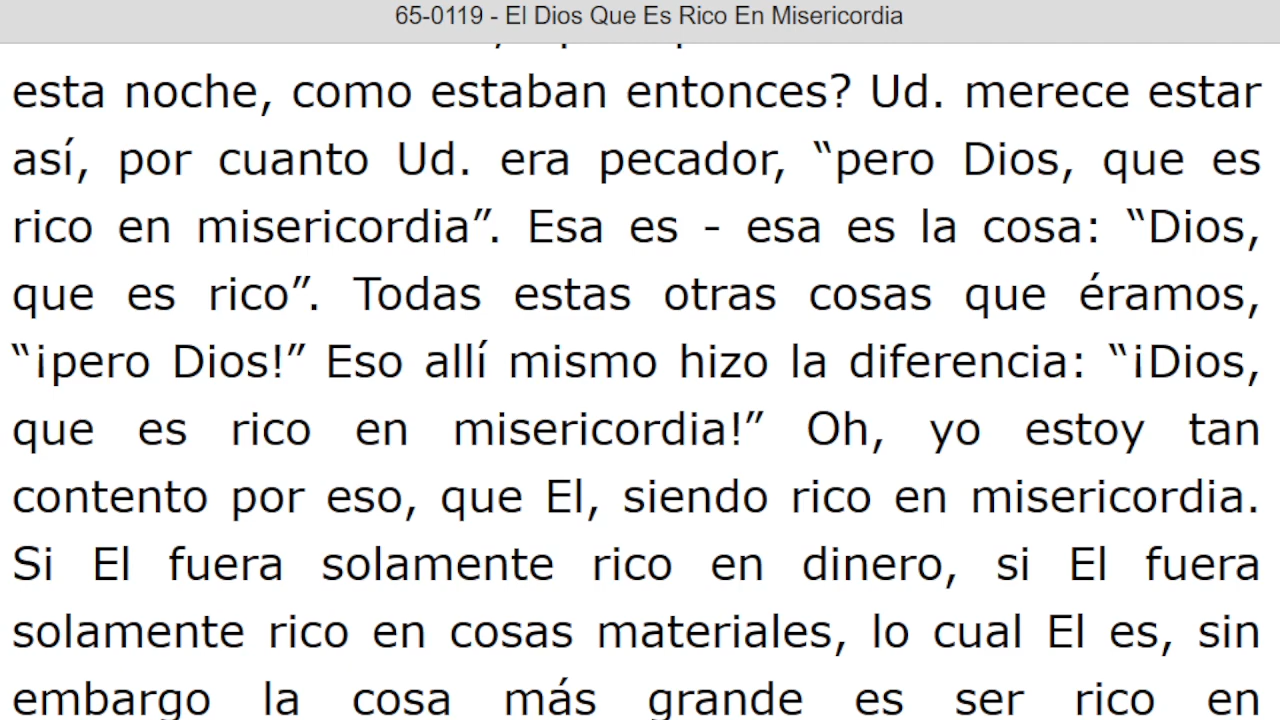 65-0119 - El Dios Que Es Rico En Misericordia
esta noche, como estaban entonces? Ud. merece estar
así, por cuanto Ud. era pecador, “pero Dios, que es
rico en misericordia”. Esa es - esa es la cosa: “Dios,
que es rico”. Todas estas otras cosas que éramos,
“¡pero Dios!” Eso allí mismo hizo la diferencia: “¡Dios,
que es rico en misericordia!” Oh, yo estoy tan
contento por eso, que El, siendo rico en misericordia.
Si El fuera solamente rico en dinero, si El fuera
solamente rico en cosas materiales, lo cual El es, sin
embargo la cosa más grande es ser rico en